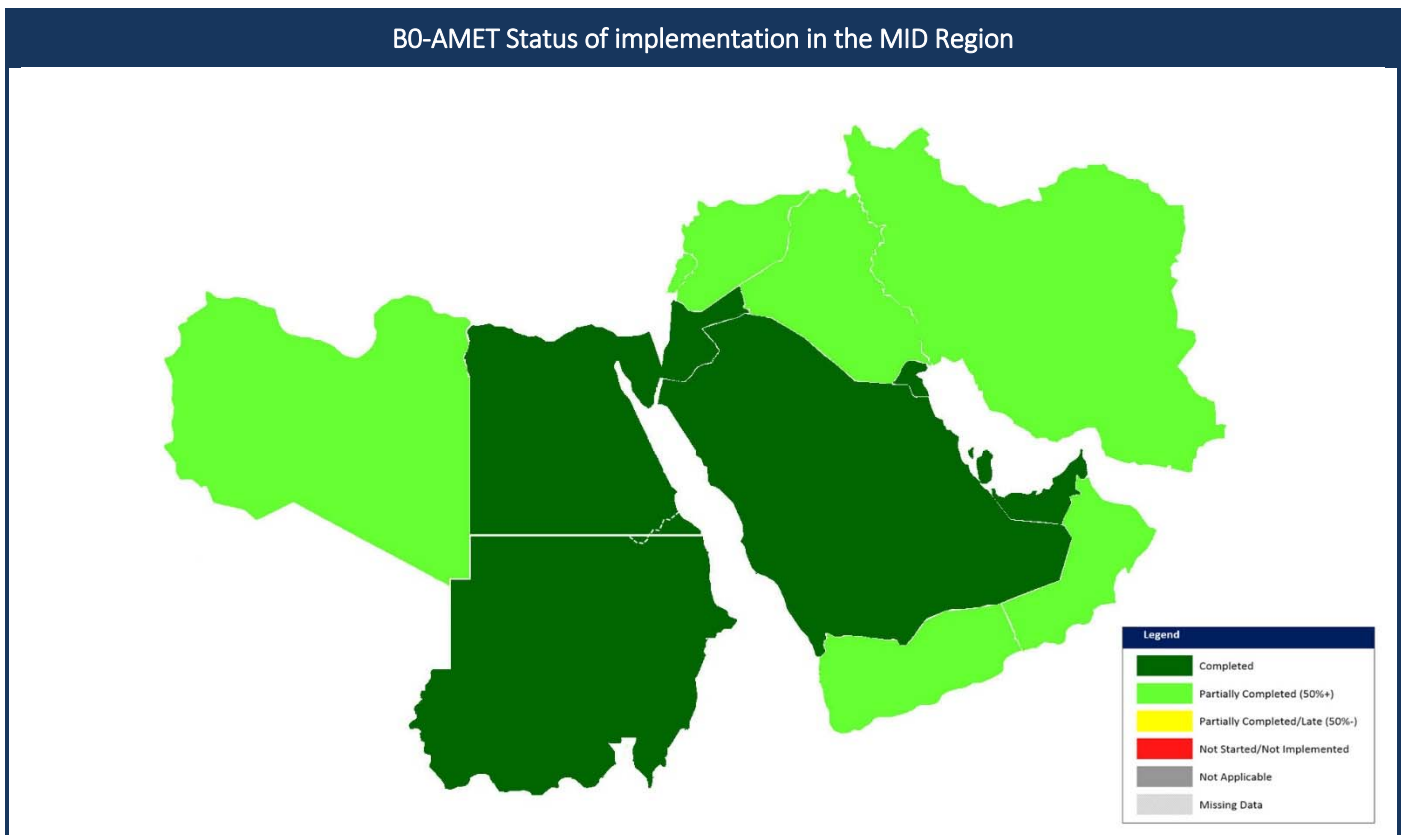 B0-AMET Status of implementation in the MID Region
Legend
Completed
Partially Completed (50%+)
Partially Completed/Late (50%-)
Not Started/Not Implemented
Not Applicable
Missing Data